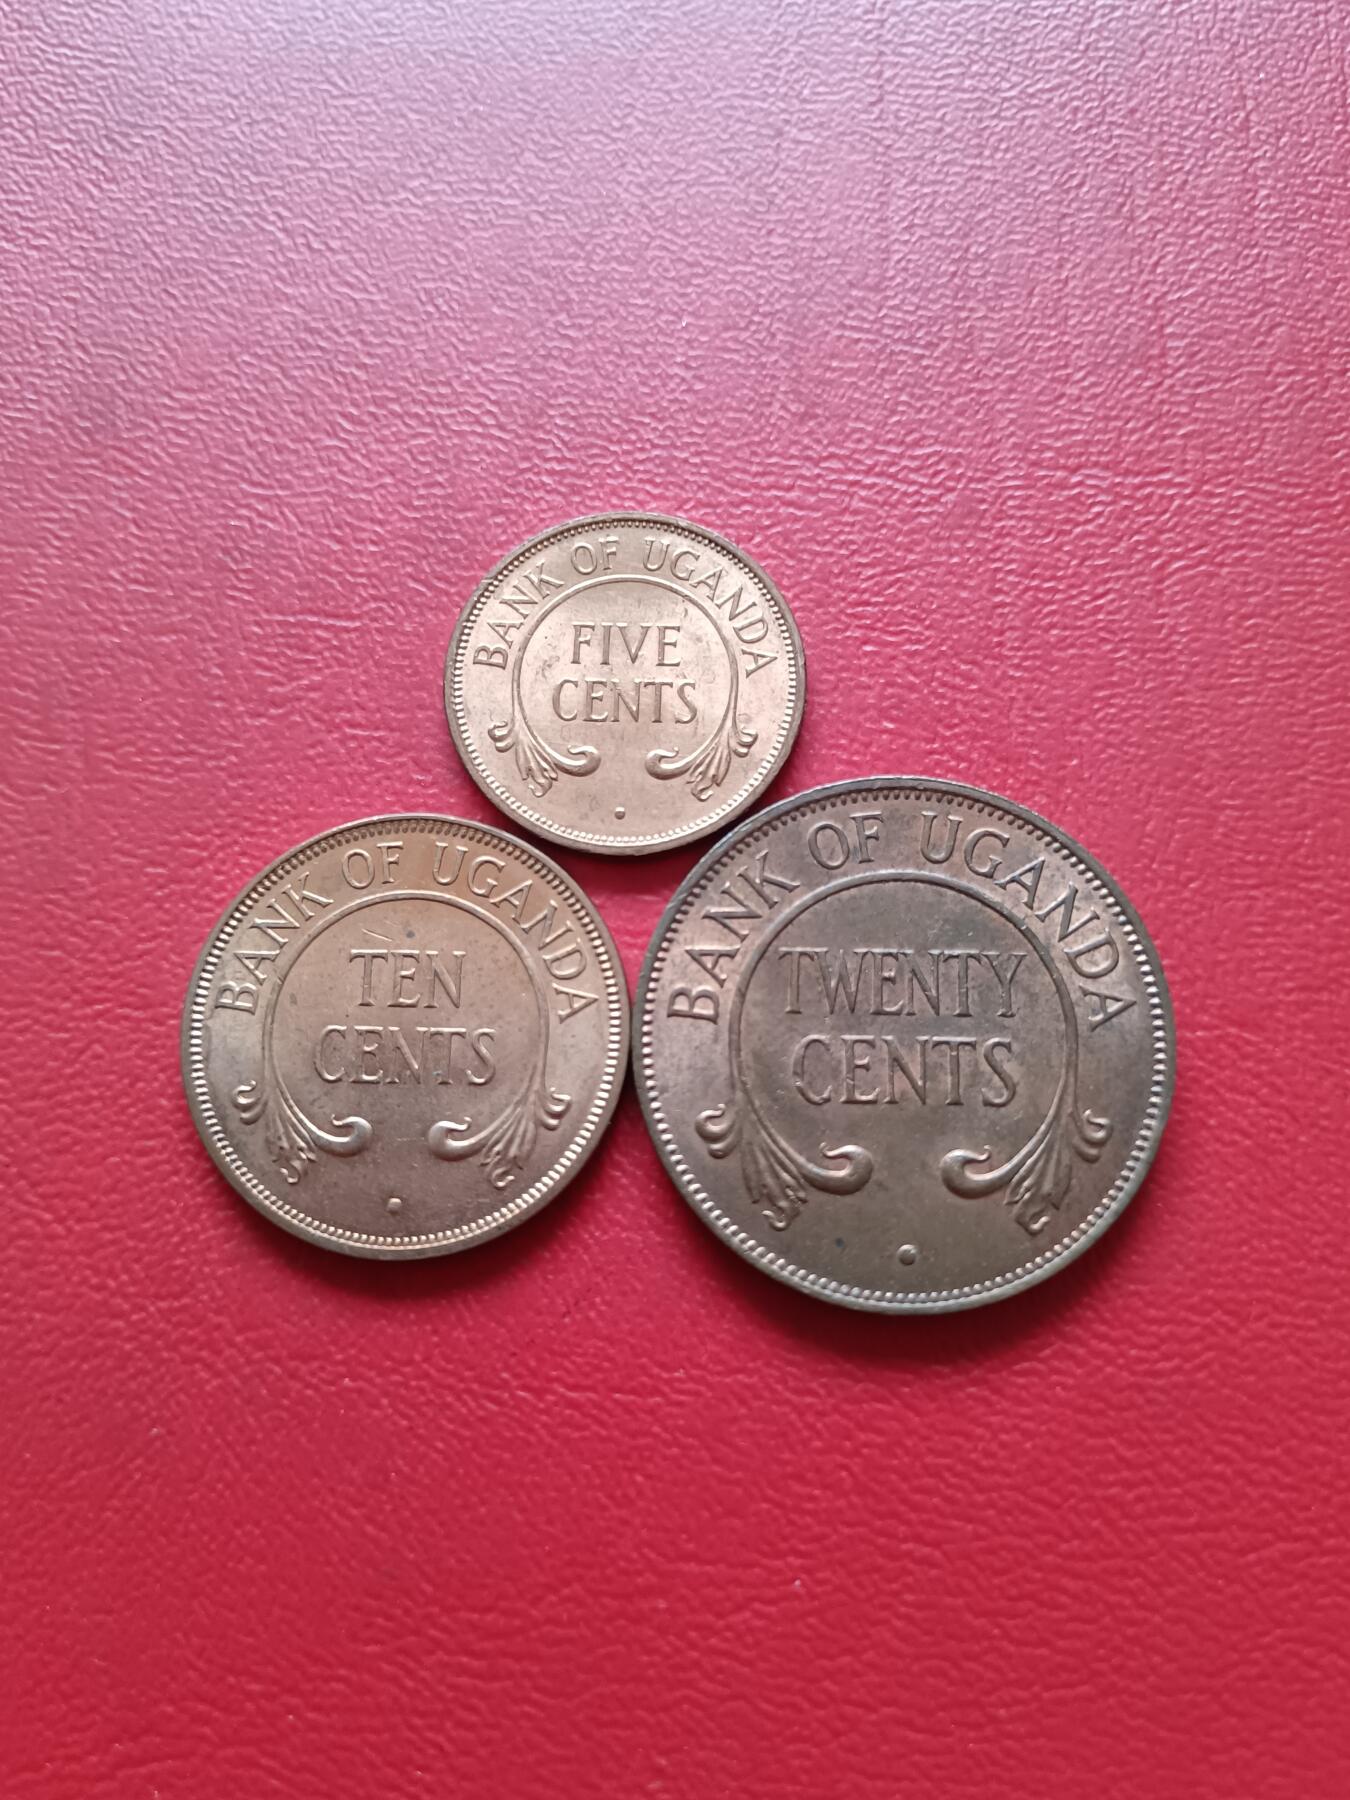 BANK OF UGANDA
FIVE
CENTS
BANK OF UGANDA
TEN
CENTS
BANK OF UGANDA
TWENTY
CENTS